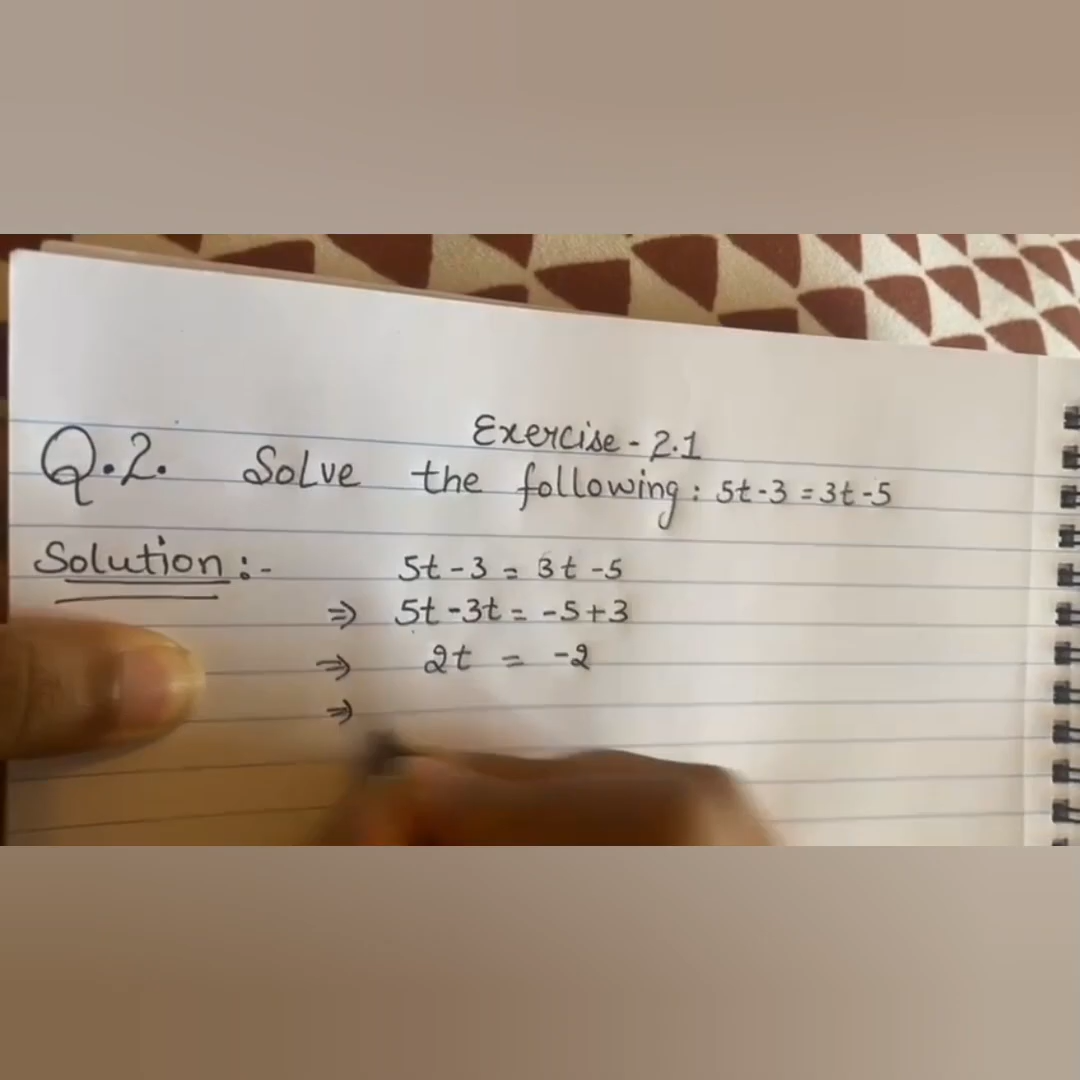 Exercise - 2.1
Q.2. Solve the following : 5t - 3 = 3t - 5
Solution :-   5t - 3 = 3t - 5
⇒ 5t - 3t = -5 + 3
⇒ 2t = -2
⇒